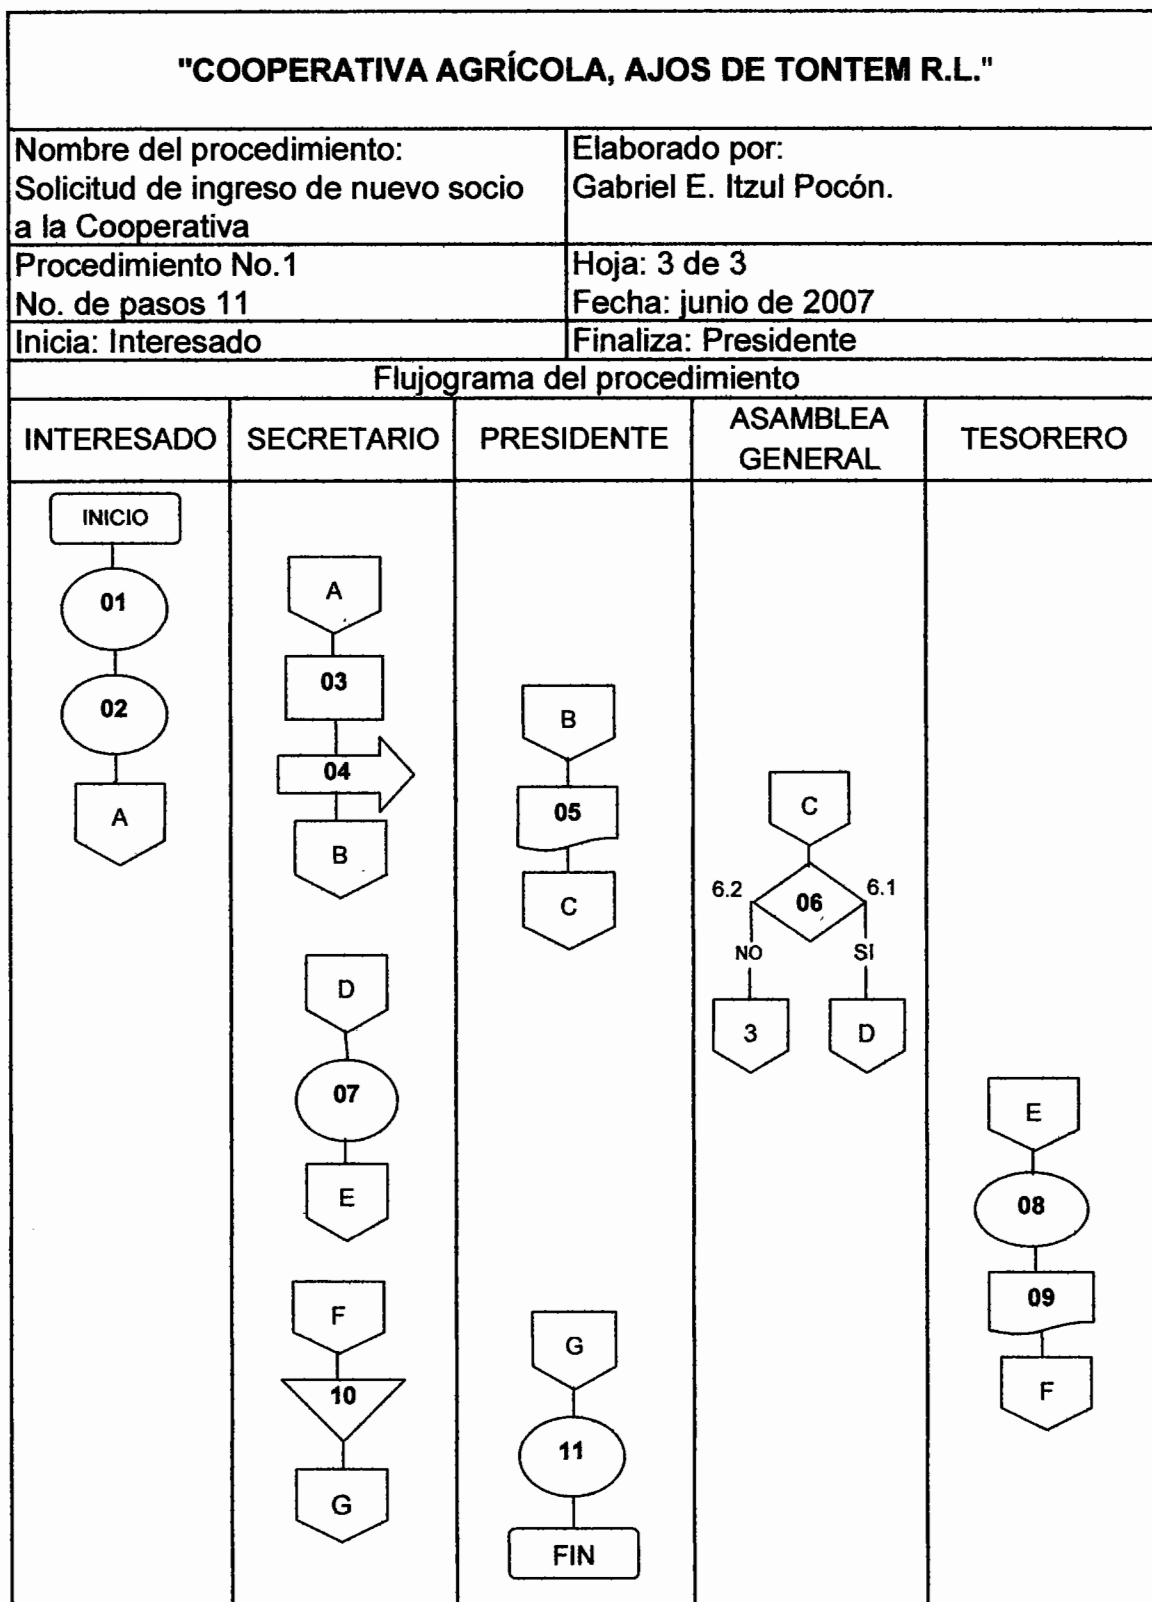 "COOPERATIVA AGRÍCOLA, AJOS DE TONTEM R.L."
Nombre del procedimiento:
Solicitud de ingreso de nuevo socio
a la Cooperativa
Elaborado por:
Gabriel E. Itzul Pocón.
Procedimiento No.1
No. de pasos 11
Hoja: 3 de 3
Fecha: junio de 2007
Inicia: Interesado
Finaliza: Presidente
Flujograma del procedimiento
INTERESADO
SECRETARIO
PRESIDENTE
ASAMBLEA
GENERAL
TESORERO
INICIO
01
02
A
A
03
04
B
D
07
E
F
10
G
B
05
C
G
11
FIN
C
6.2
06
6.1
NO
SI
3
D
E
08
09
F